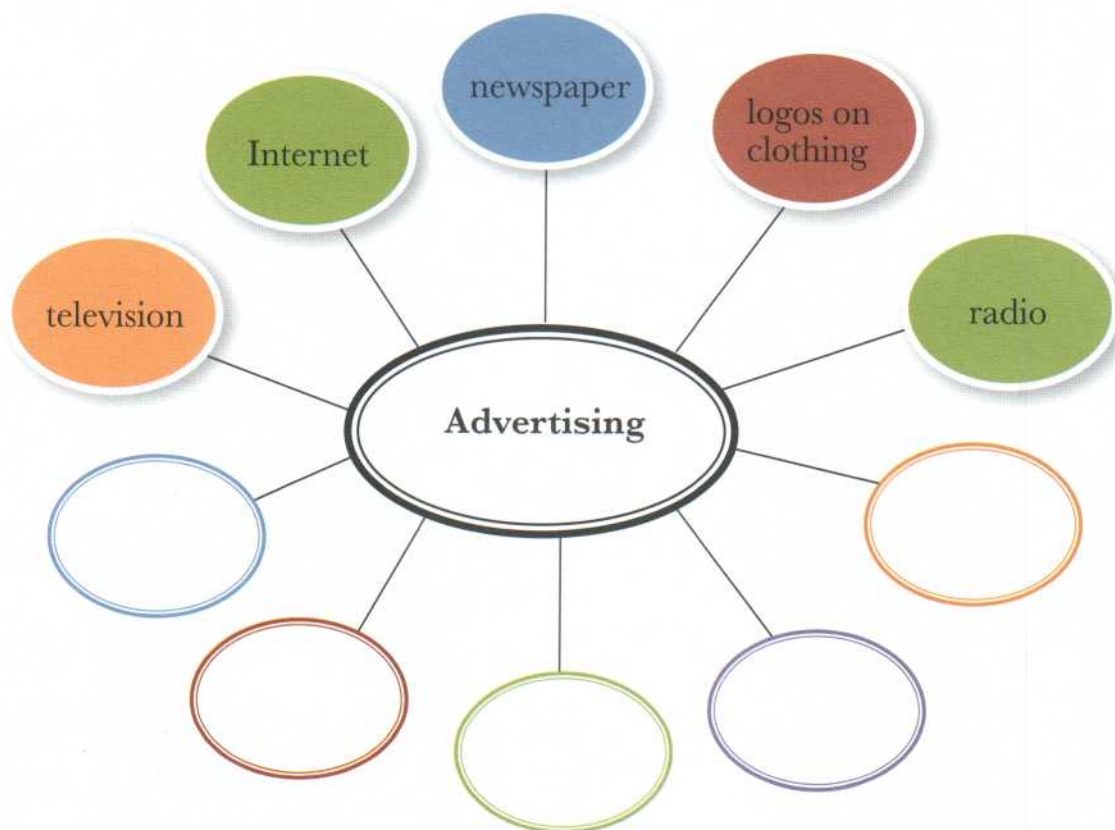 newspaper
logos on
clothing
Internet
television
radio
Advertising